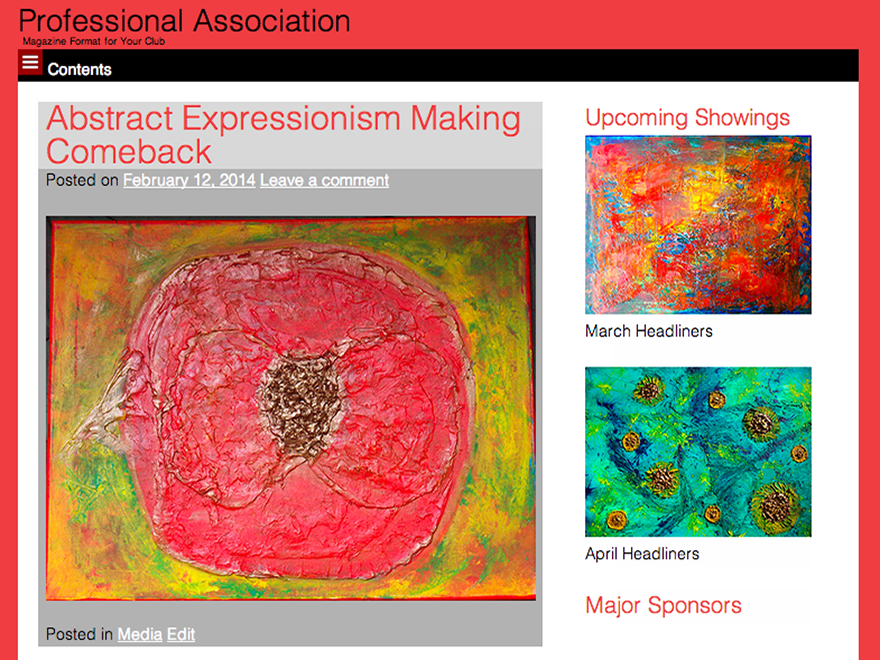 Professional Association
Magazine Format for Your Club
Contents
Abstract Expressionism Making
Comeback
Posted on February 12, 2014 Leave a comment
Posted in Media Edit
Upcoming Showings
March Headliners
April Headliners
Major Sponsors